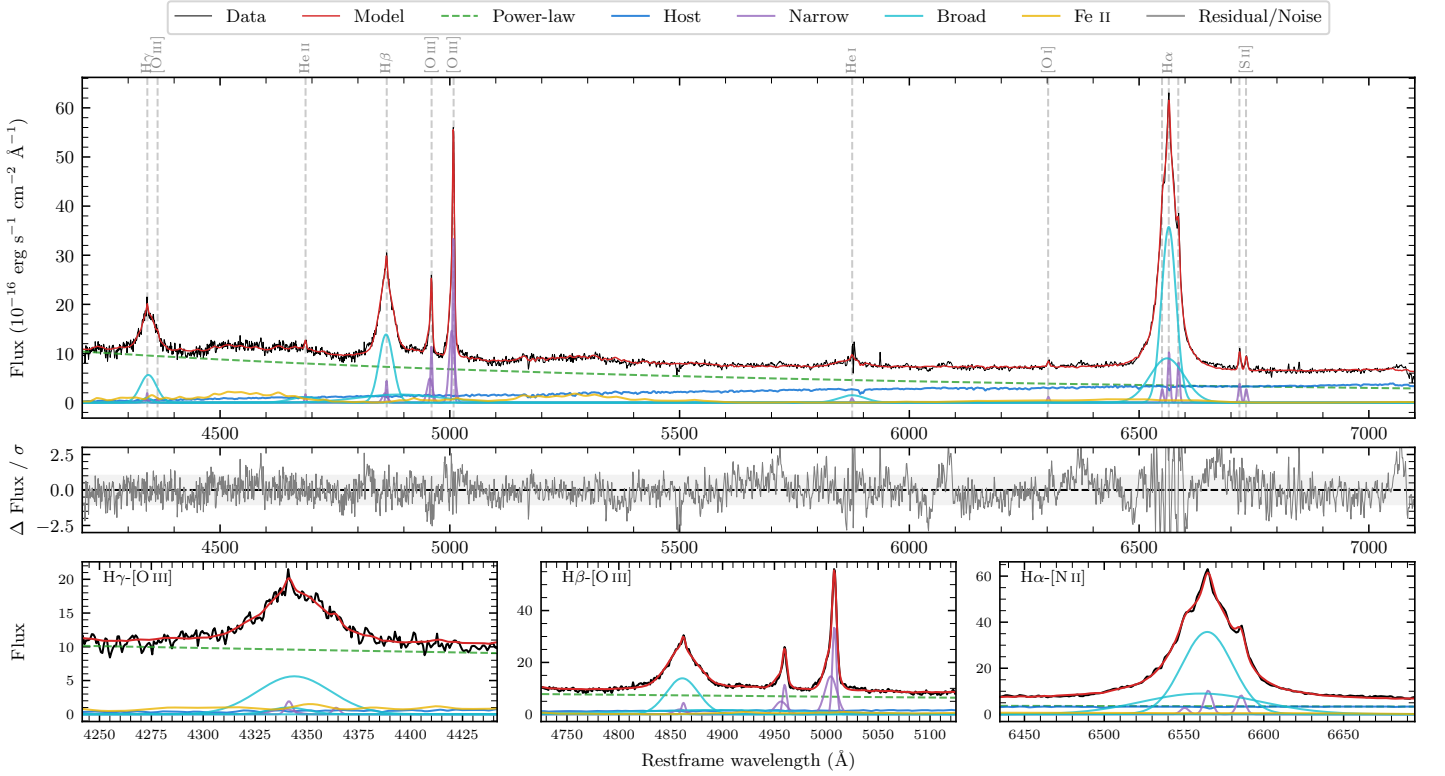 Data Model Power-law Host Narrow Broad Fe II Residual/Noise
Hγ [O III] He II Hβ [O III] [O III] He I [O I] Hα [S II]
Flux (10⁻¹⁶ erg s⁻¹ cm⁻² Å⁻¹)
60
50
40
30
20
10
0
4500 5000 5500 6000 6500 7000
Δ Flux / σ
2.5
0.0
−2.5
4500 5000 5500 6000 6500 7000
Flux
Hγ-[O III]
20
15
10
5
0
4250 4275 4300 4325 4350 4375 4400 4425
Hβ-[O III]
40
20
0
4750 4800 4850 4900 4950 5000 5050 5100
Hα-[N II]
60
40
20
0
6450 6500 6550 6600 6650
Restframe wavelength (Å)